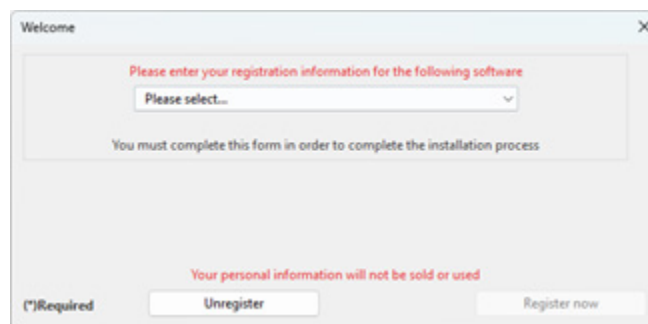 Welcome
Please enter your registration information for the following software
Please select...
You must complete this form in order to complete the installation process
Your personal information will not be sold or used
(*)Required Unregister Register now